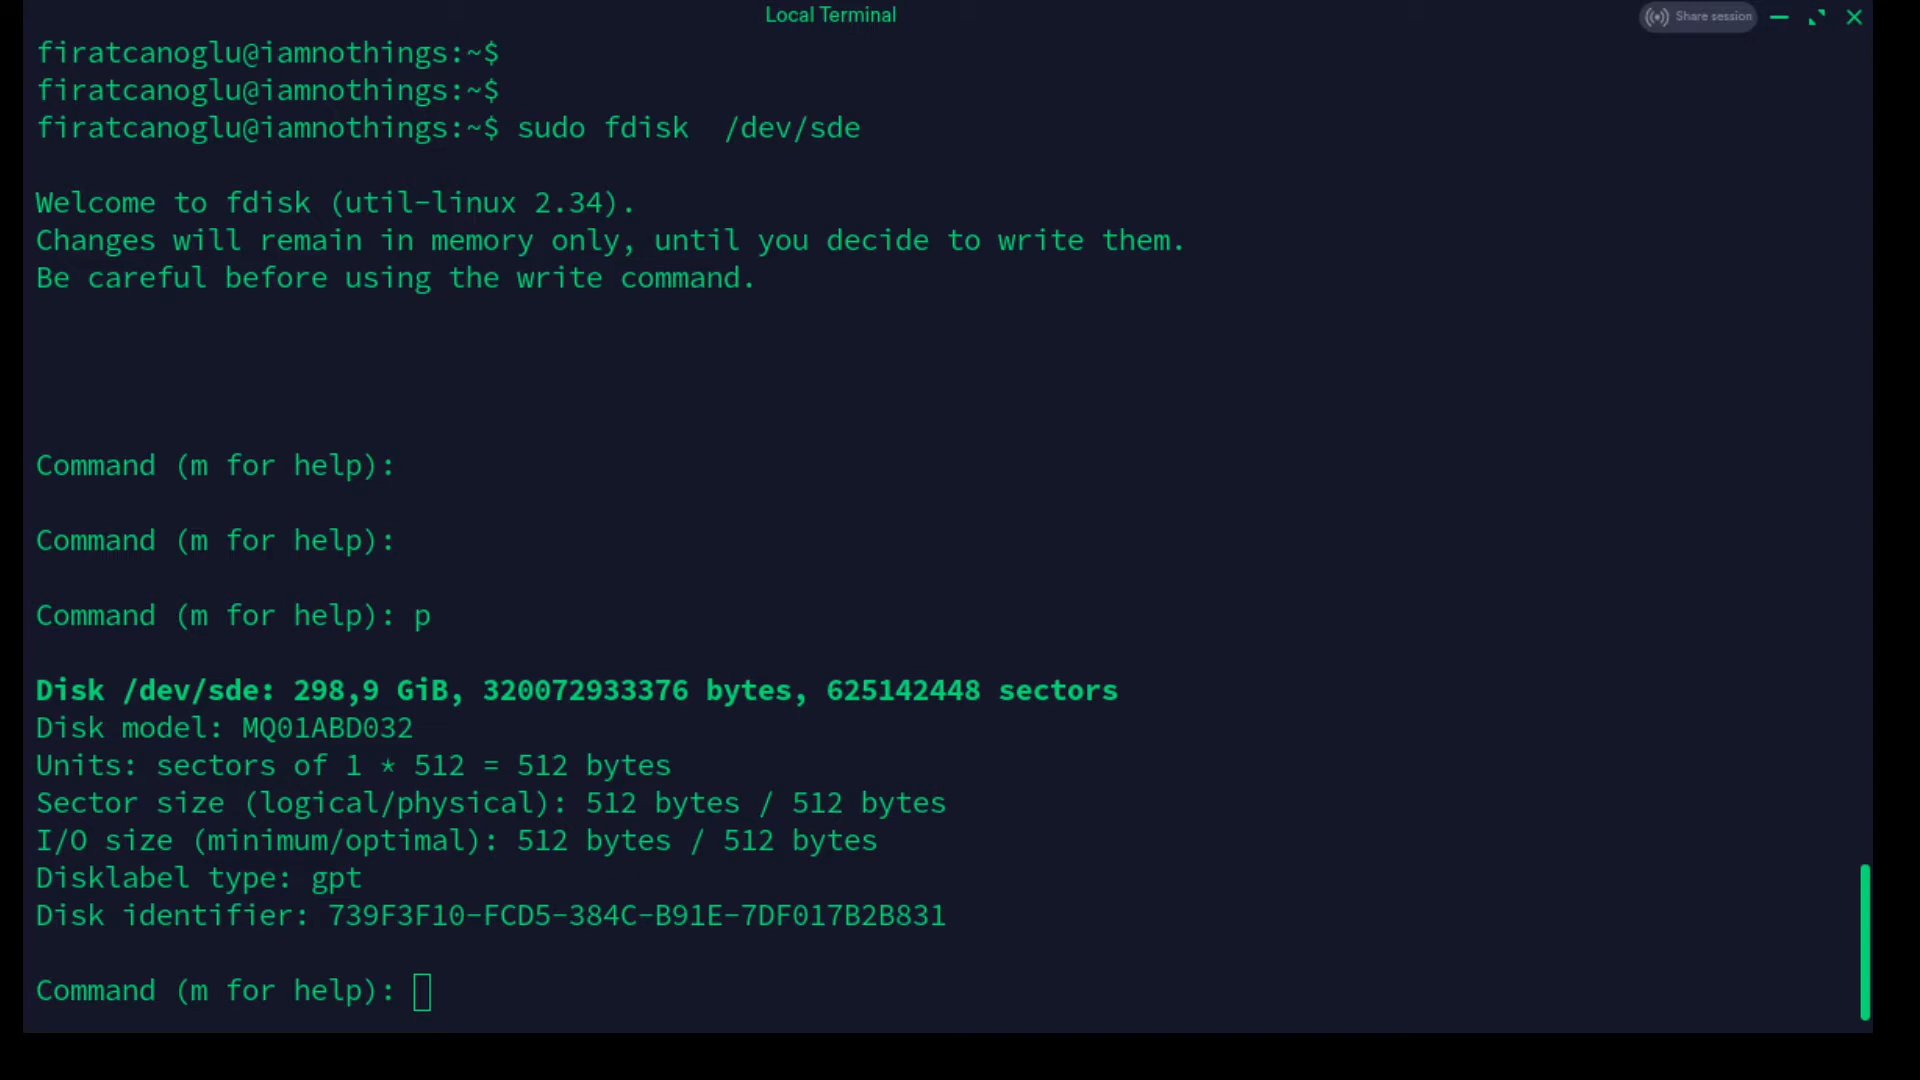 Local Terminal
Share session
firatcanoglu@iamnothings:~$
firatcanoglu@iamnothings:~$
firatcanoglu@iamnothings:~$ sudo fdisk  /dev/sde
Welcome to fdisk (util-linux 2.34).
Changes will remain in memory only, until you decide to write them.
Be careful before using the write command.
Command (m for help):
Command (m for help):
Command (m for help): p
Disk /dev/sde: 298,9 GiB, 320072933376 bytes, 625142448 sectors
Disk model: MQ01ABD032
Units: sectors of 1 * 512 = 512 bytes
Sector size (logical/physical): 512 bytes / 512 bytes
I/O size (minimum/optimal): 512 bytes / 512 bytes
Disklabel type: gpt
Disk identifier: 739F3F10-FCD5-384C-B91E-7DF017B2B831
Command (m for help):